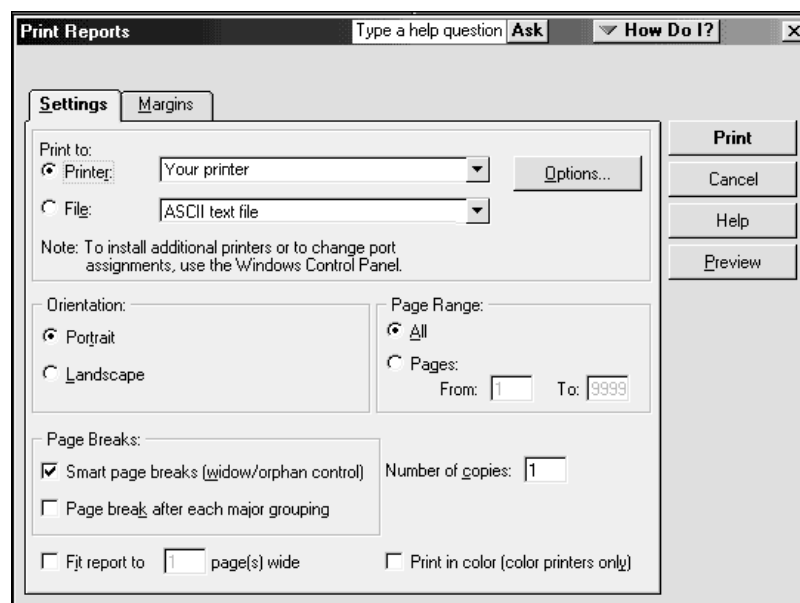 Print Reports
Type a help question Ask
How Do I?
Settings
Margins
Print to:
Printer: Your printer
Options...
File: ASCII text file
Note: To install additional printers or to change port
assignments, use the Windows Control Panel.
Print
Cancel
Help
Preview
Orientation:
Portrait
Landscape
Page Range:
All
Pages:
From: 1 To: 9999
Page Breaks:
Smart page breaks (widow/orphan control)
Page break after each major grouping
Number of copies: 1
Fit report to 1 page(s) wide
Print in color (color printers only)